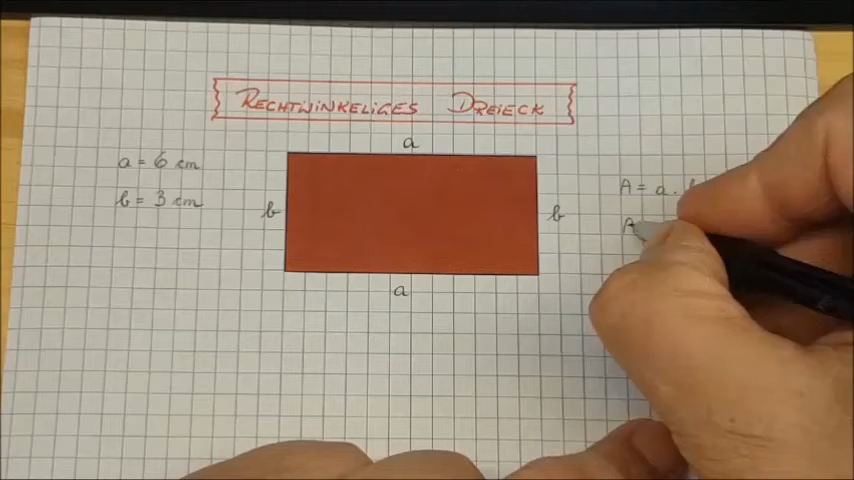 RECHTWINKELIGES DREIECK
a
a = 6 cm
b = 3 cm
b
b
A = a .
A
a